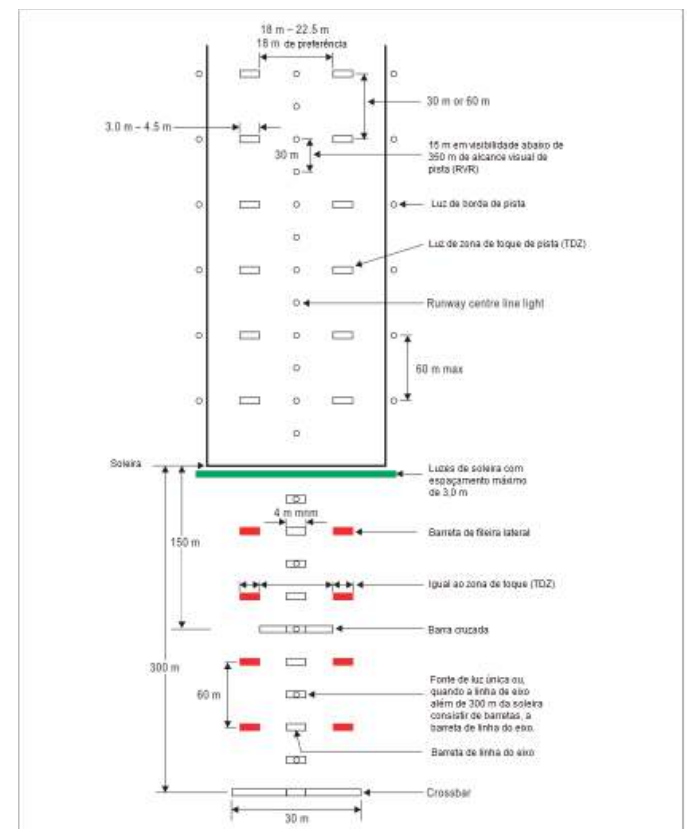 18 m – 22.5 m
18 m de preferência
30 m or 60 m
3.0 m – 4.5 m
30 m
15 m em visibilidade abaixo de
350 m de alcance visual de
pista (RVR)
Luz de borda de pista
Luz de zona de toque de pista (TDZ)
Runway centre line light
60 m max
Soleira
Luzes de soleira com
espaçamento máximo
de 3,0 m
4 m mnm
Barreta de fileira lateral
150 m
Igual ao zona de toque (TDZ)
Barra cruzada
300 m
60 m
Fonte de luz única ou,
quando a linha de eixo
além de 300 m da soleira
consistir de barretas, a
barreta de linha do eixo.
Barreta de linha do eixo
Crossbar
30 m